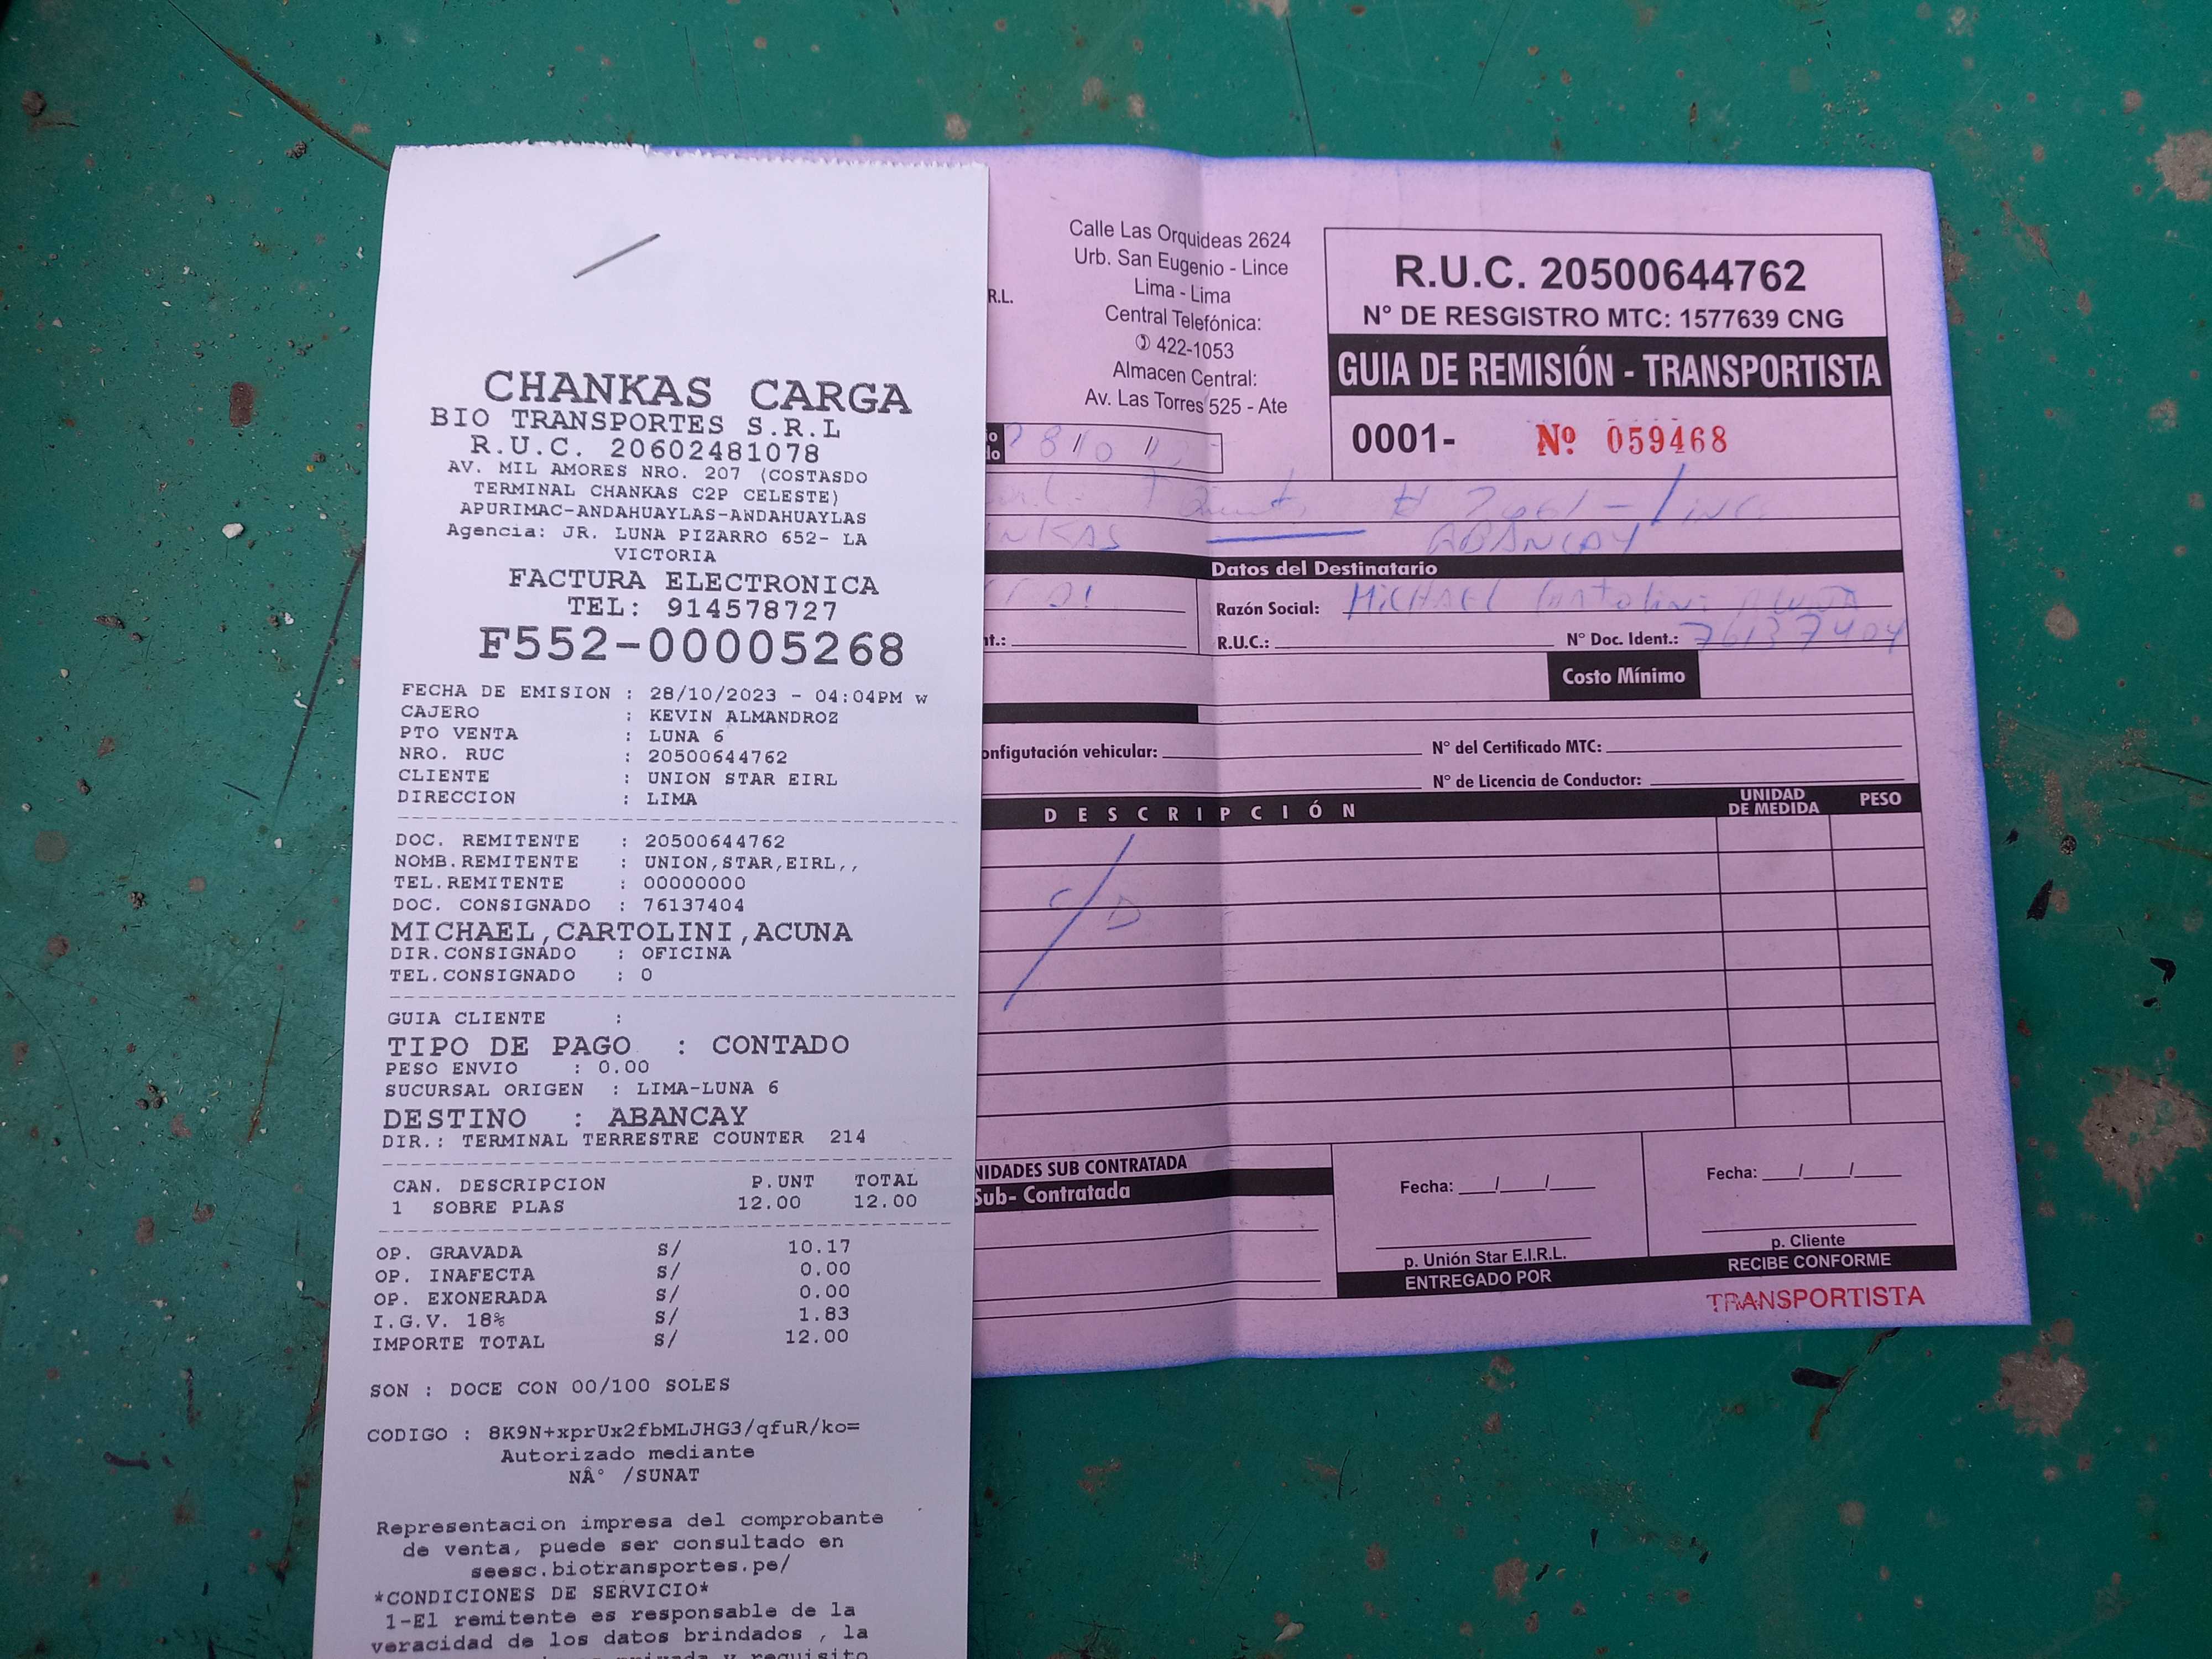 CHANKAS CARGA
BIO TRANSPORTES S.R.L
R.U.C. 20602481078
AV. MIL AMORES NRO. 207 (COSTASDO
TERMINAL CHANKAS C2P CELESTE)
APURIMAC-ANDAHUAYLAS-ANDAHUAYLAS
Agencia: JR. LUNA PIZARRO 652- LA
VICTORIA
FACTURA ELECTRONICA
TEL: 914578727
F552-00005268
FECHA DE EMISION : 28/10/2023 - 04:04PM w
CAJERO : KEVIN ALMANDROZ
PTO VENTA : LUNA 6
NRO. RUC : 20500644762
CLIENTE : UNION STAR EIRL
DIRECCION : LIMA
DOC. REMITENTE : 20500644762
NOMB.REMITENTE : UNION,STAR,EIRL,,
TEL.REMITENTE : 00000000
DOC. CONSIGNADO : 76137404
MICHAEL,CARTOLINI,ACUNA
DIR.CONSIGNADO : OFICINA
TEL.CONSIGNADO : 0
GUIA CLIENTE :
TIPO DE PAGO : CONTADO
PESO ENVIO : 0.00
SUCURSAL ORIGEN : LIMA-LUNA 6
DESTINO : ABANCAY
DIR.: TERMINAL TERRESTRE COUNTER 214
CAN. DESCRIPCION P.UNT TOTAL
1 SOBRE PLAS 12.00 12.00
OP. GRAVADA S/ 10.17
OP. INAFECTA S/ 0.00
OP. EXONERADA S/ 0.00
I.G.V. 18% S/ 1.83
IMPORTE TOTAL S/ 12.00
SON : DOCE CON 00/100 SOLES
CODIGO : 8K9N+xprUx2fbMLJHG3/qfuR/ko=
Autorizado mediante
NÂ° /SUNAT
Representacion impresa del comprobante
de venta, puede ser consultado en
seesc.biotransportes.pe/
*CONDICIONES DE SERVICIO*
1-El remitente es responsable de la
veracidad de los datos brindados , la
y requisito
R.L.
Calle Las Orquideas 2624
Urb. San Eugenio - Lince
Lima - Lima
Central Telefónica:
✆ 422-1053
Almacen Central:
Av. Las Torres 525 - Ate
R.U.C. 20500644762
N° DE RESGISTRO MTC: 1577639 CNG
GUIA DE REMISIÓN - TRANSPORTISTA
0001- Nº 059468
ABANCAY
Datos del Destinatario
Razón Social: MICHAEL Cartolini Acuña
R.U.C.: N° Doc. Ident.: 76137404
Costo Mínimo
onfigutación vehicular: N° del Certificado MTC:
N° de Licencia de Conductor:
DESCRIPCIÓN UNIDAD DE MEDIDA PESO
C/D
NIDADES SUB CONTRATADA
Sub- Contratada
Fecha: / /
p. Unión Star E.I.R.L.
ENTREGADO POR
Fecha: / /
p. Cliente
RECIBE CONFORME
TRANSPORTISTA